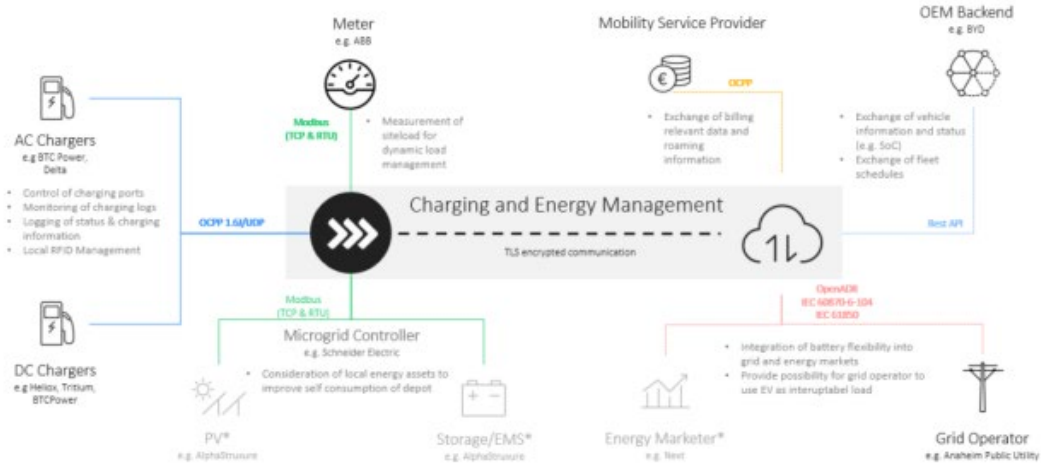 Meter
e.g. ABB
Mobility Service Provider
OEM Backend
e.g. BYD
€
OCPP
Modbus
(TCP & RTU)
• Measurement of
siteload for
dynamic load
management
• Exchange of billing
relevant data and
roaming
information
• Exchange of vehicle
information and status
(e.g. SoC)
• Exchange of fleet
schedules
AC Chargers
e.g BTC Power,
Delta
• Control of charging ports
• Monitoring of charging logs
• Logging of status & charging
information
• Local RFID Management
OCPP 1.6J/UDP
Charging and Energy Management
TLS encrypted communication
Rest API
Modbus
(TCP & RTU)
OpenADR
IEC 60870-6-104
IEC 61850
Microgrid Controller
e.g. Schneider Electric
• Consideration of local energy assets to
improve self consumption of depot
• Integration of battery flexibility into
grid and energy markets
• Provide possibility for grid operator to
use EV as interuptabel load
DC Chargers
e.g Heliox, Tritium,
BTCPower
PV*
e.g. AlphaStruxure
Storage/EMS*
e.g. AlphaStruxure
Energy Marketer*
e.g. Next
Grid Operator
e.g. Anaheim Public Utility